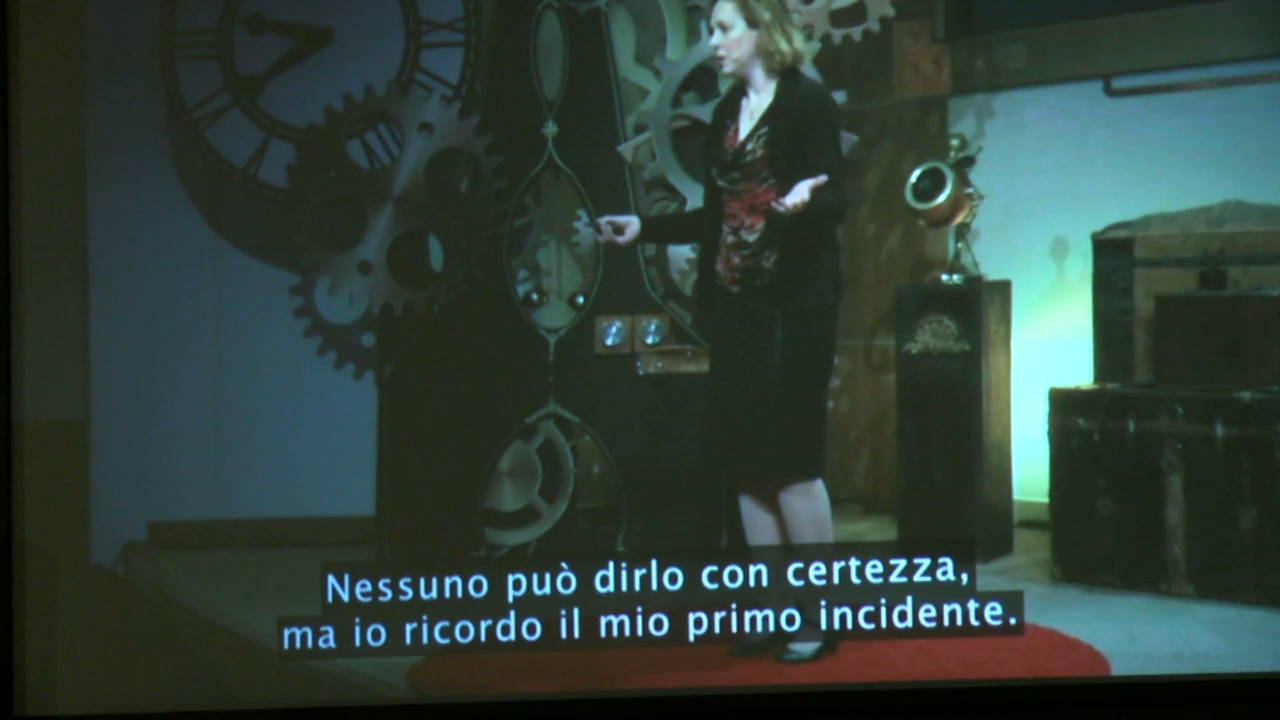 Nessuno può dirlo con certezza,
ma io ricordo il mio primo incidente.